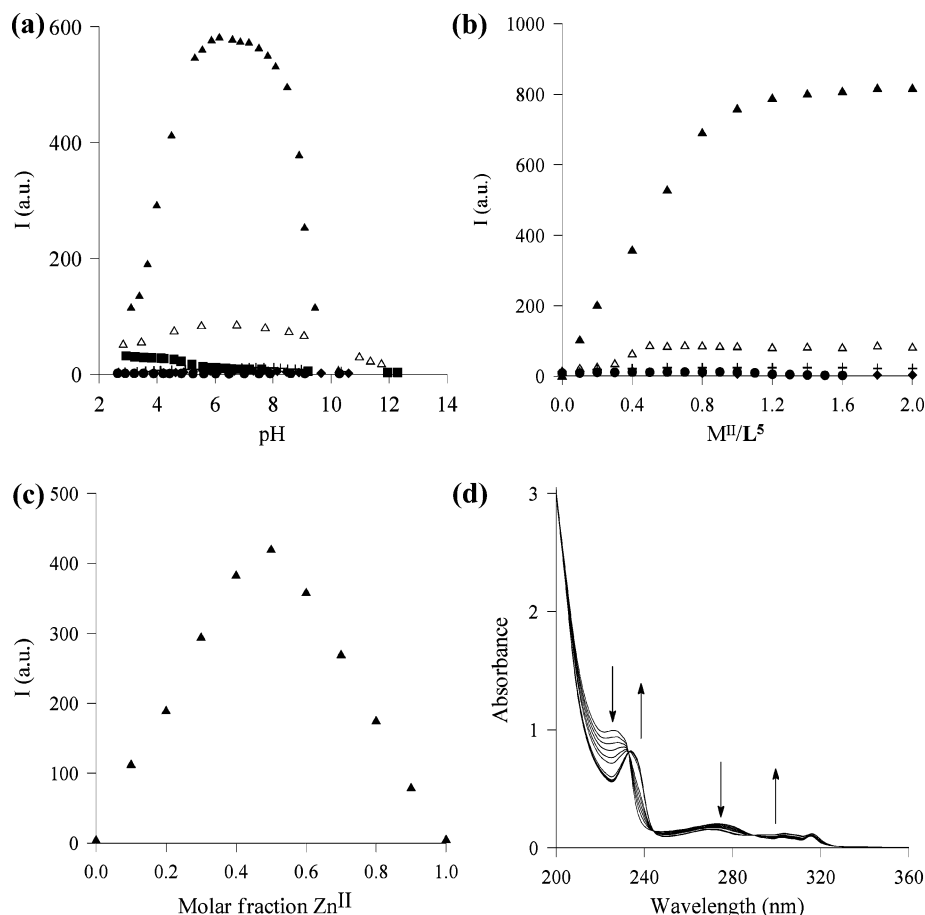 (a)
600
400
200
0
I (a.u.)
2 4 6 8 10 12 14
pH
(b)
1000
800
600
400
200
0
I (a.u.)
0.0 0.4 0.8 1.2 1.6 2.0
M^II/L^5
(c)
500
400
300
200
100
0
I (a.u.)
0.0 0.2 0.4 0.6 0.8 1.0
Molar fraction Zn^II
(d)
3
2
1
0
Absorbance
200 240 280 320 360
Wavelength (nm)